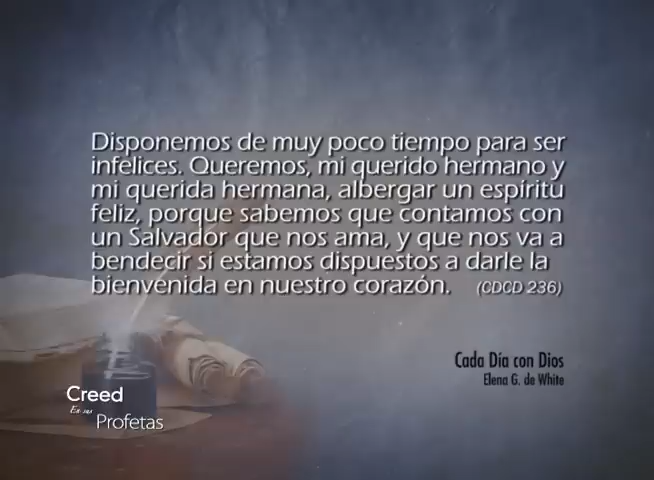 Disponemos de muy poco tiempo para ser
infelices. Queremos, mi querido hermano y
mi querida hermana, albergar un espíritu
feliz, porque sabemos que contamos con
un Salvador que nos ama, y que nos va a
bendecir si estamos dispuestos a darle la
bienvenida en nuestro corazón. (CDCD 236)
Cada Día con Dios
Elena G. de White
Creed
En sus
Profetas